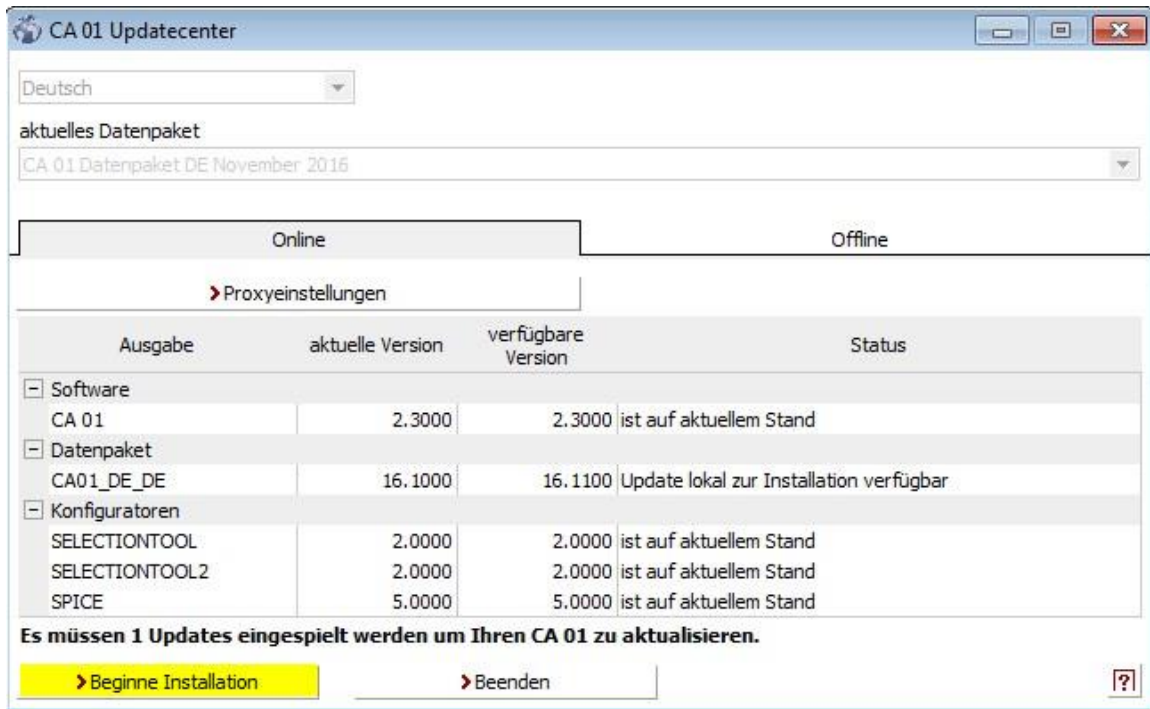 CA 01 Updatecenter
Deutsch
aktuelles Datenpaket
CA 01 Datenpaket DE November 2016
Online Offline
Proxyeinstellungen
Ausgabe aktuelle Version verfügbare Version Status
Software
CA 01 2.3000 2.3000 ist auf aktuellem Stand
Datenpaket
CA01_DE_DE 16.1000 16.1100 Update lokal zur Installation verfügbar
Konfiguratoren
SELECTIONTOOL 2.0000 2.0000 ist auf aktuellem Stand
SELECTIONTOOL2 2.0000 2.0000 ist auf aktuellem Stand
SPICE 5.0000 5.0000 ist auf aktuellem Stand
Es müssen 1 Updates eingespielt werden um Ihren CA 01 zu aktualisieren.
Beginne Installation Beenden ?